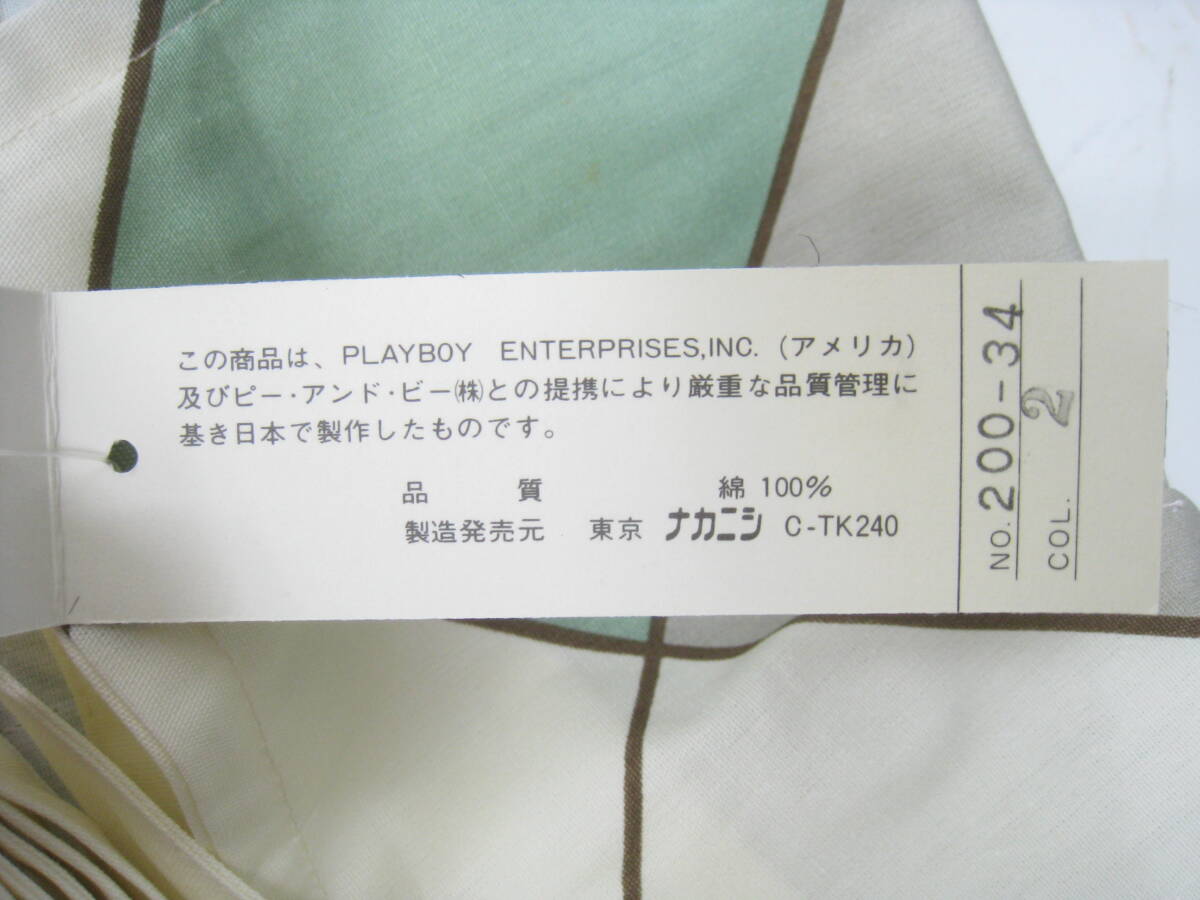 この商品は、PLAYBOY ENTERPRISES,INC.（アメリカ）
及びピー・アンド・ビー㈱との提携により厳重な品質管理に
基き日本で製作したものです。
品 質 綿 100%
製造発売元 東京 ナカニシ C-TK240
NO. 200-34
COL. 2